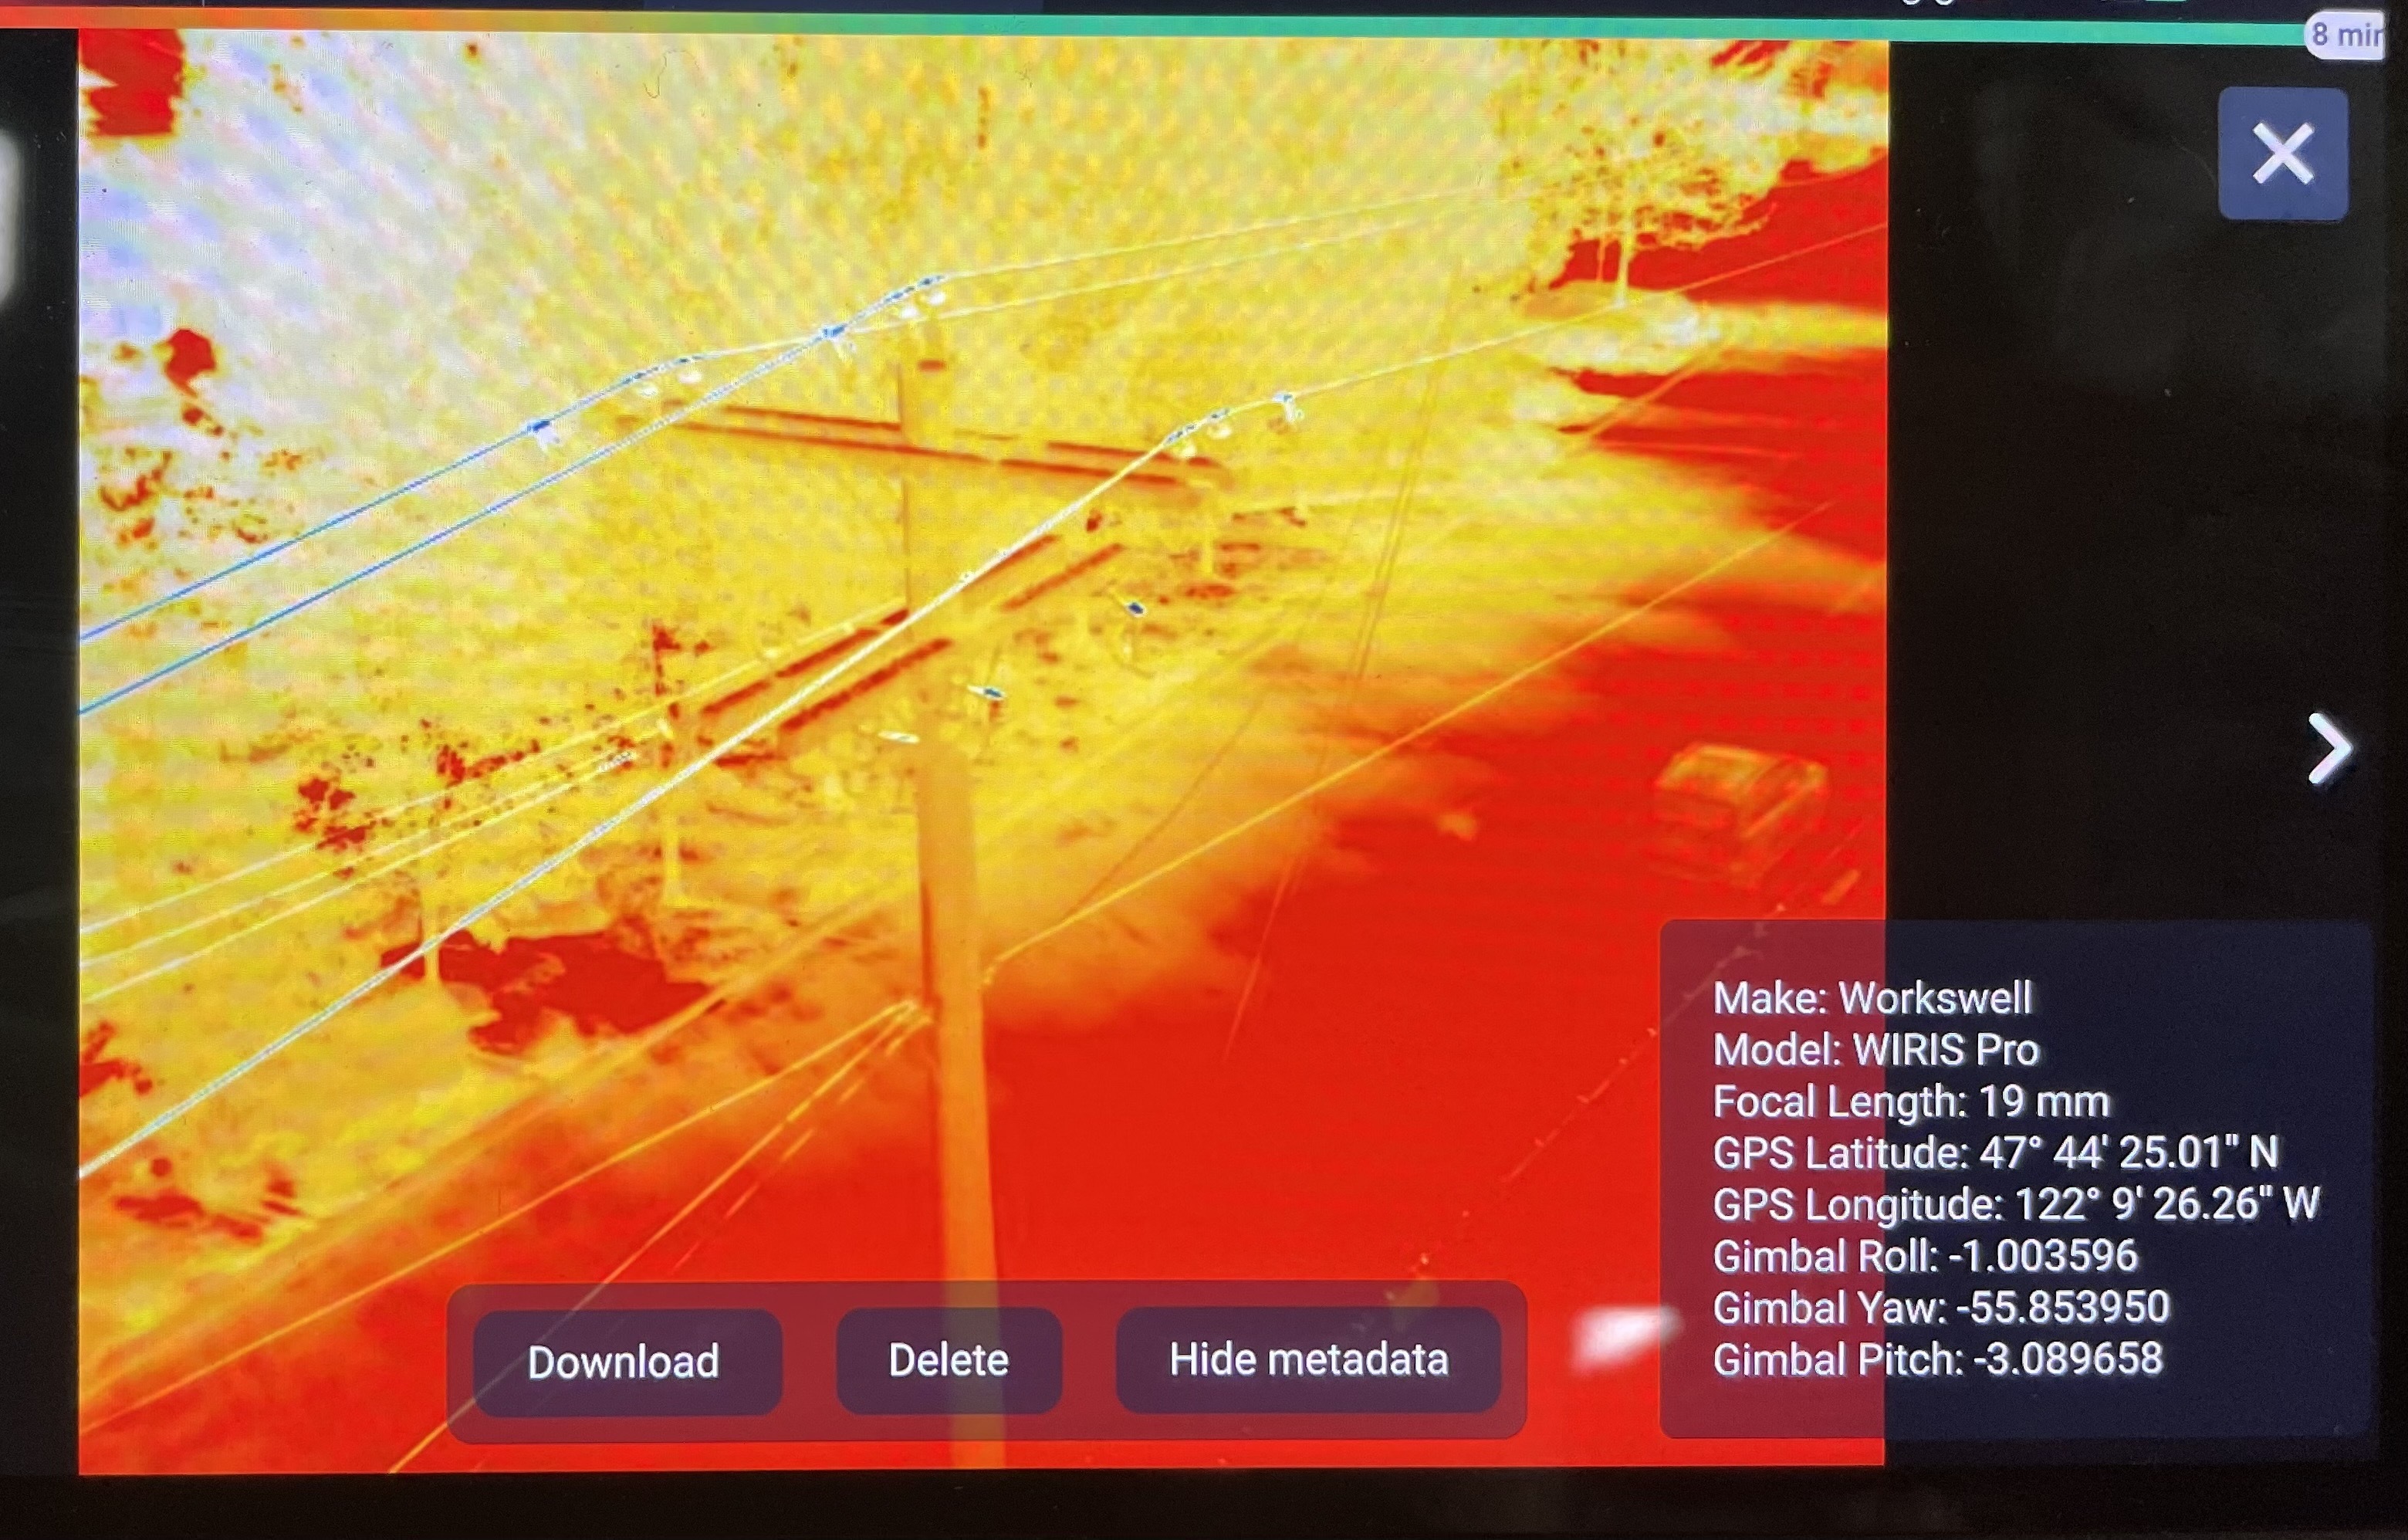 8 min
Make: Workswell
Model: WIRIS Pro
Focal Length: 19 mm
GPS Latitude: 47° 44' 25.01" N
GPS Longitude: 122° 9' 26.26" W
Gimbal Roll: -1.003596
Gimbal Yaw: -55.853950
Gimbal Pitch: -3.089658
Download
Delete
Hide metadata